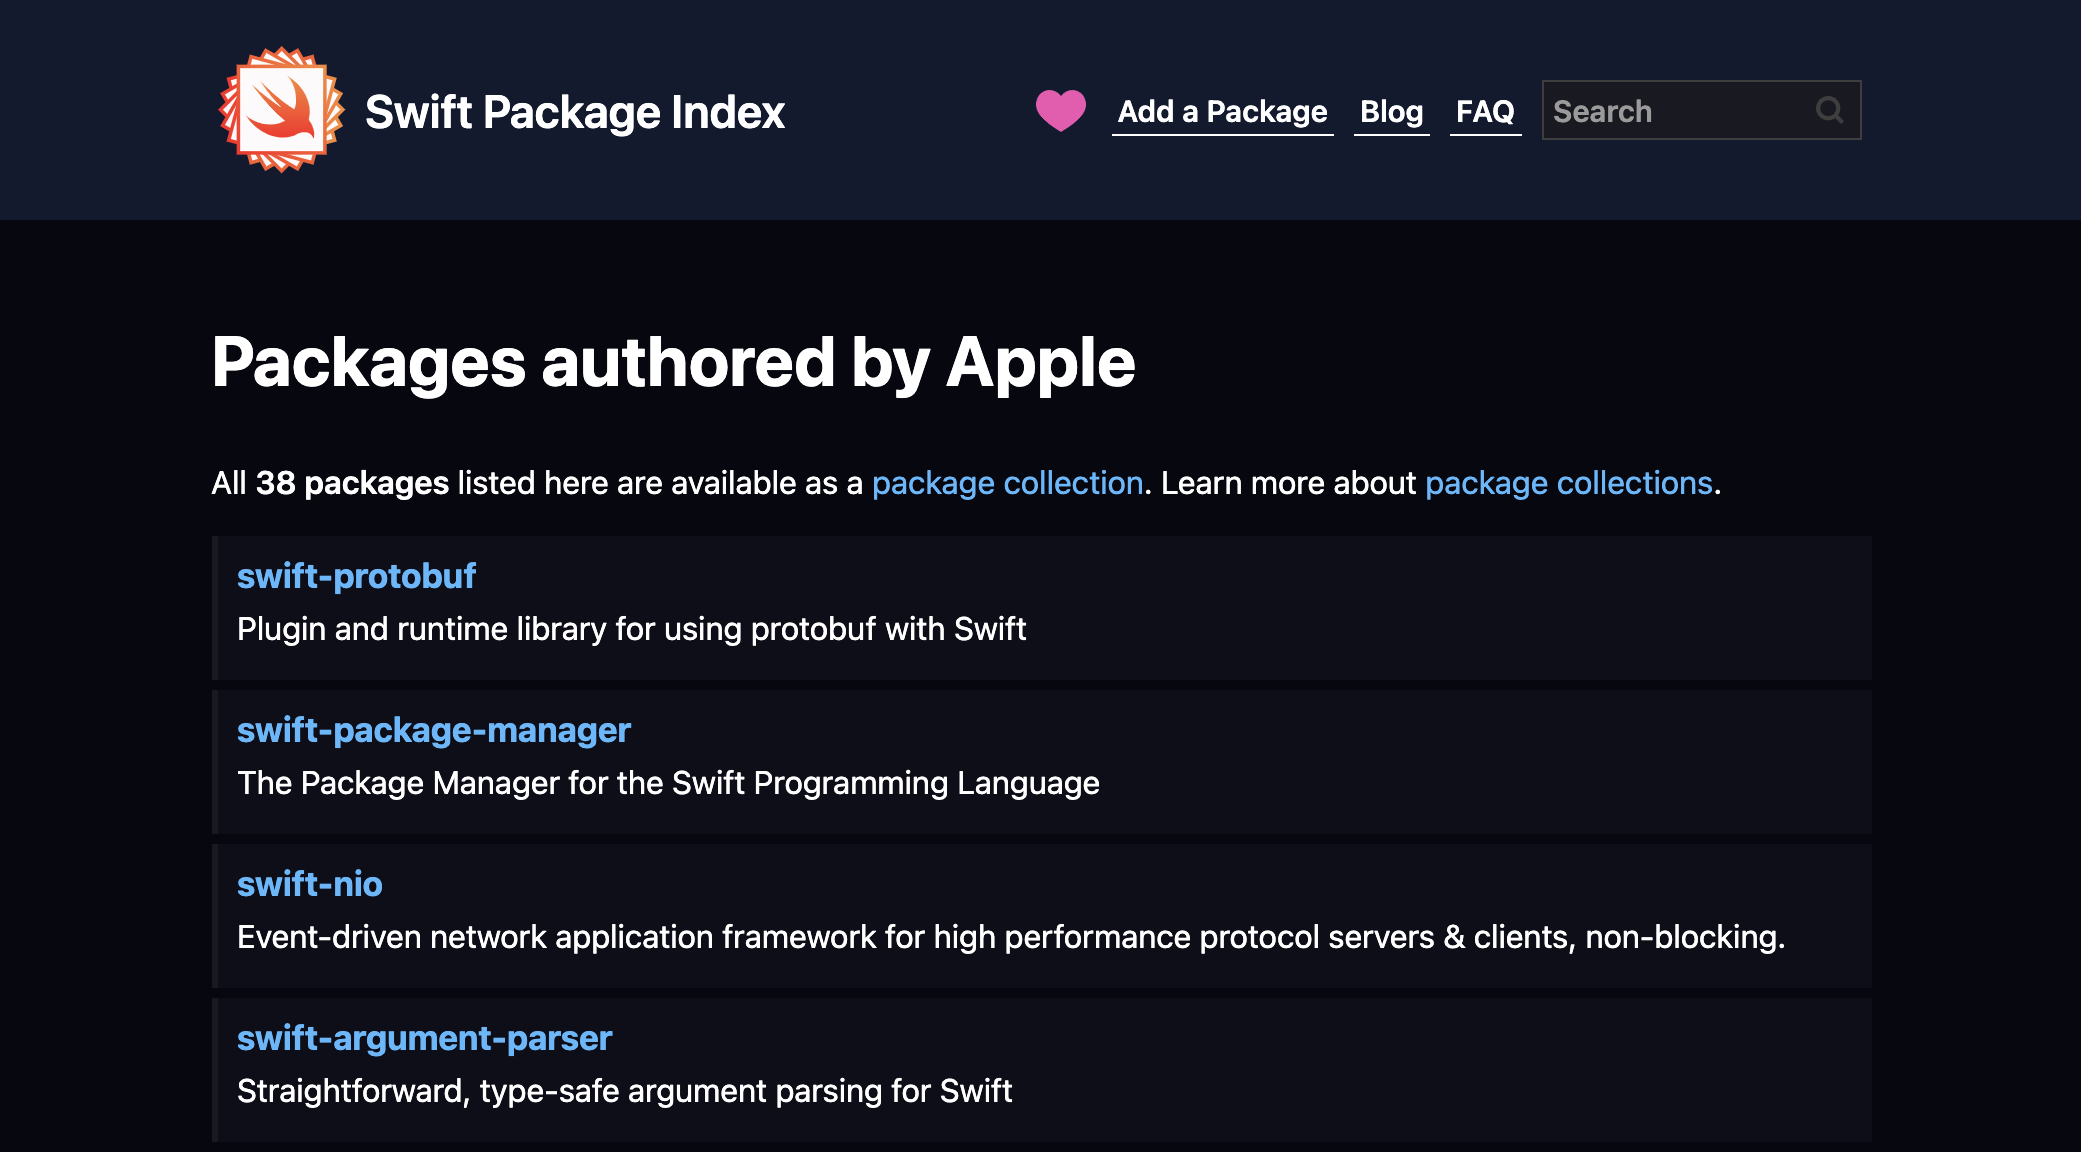 Swift Package Index
Add a Package Blog FAQ Search
Packages authored by Apple
All 38 packages listed here are available as a package collection. Learn more about package collections.
swift-protobuf
Plugin and runtime library for using protobuf with Swift
swift-package-manager
The Package Manager for the Swift Programming Language
swift-nio
Event-driven network application framework for high performance protocol servers & clients, non-blocking.
swift-argument-parser
Straightforward, type-safe argument parsing for Swift